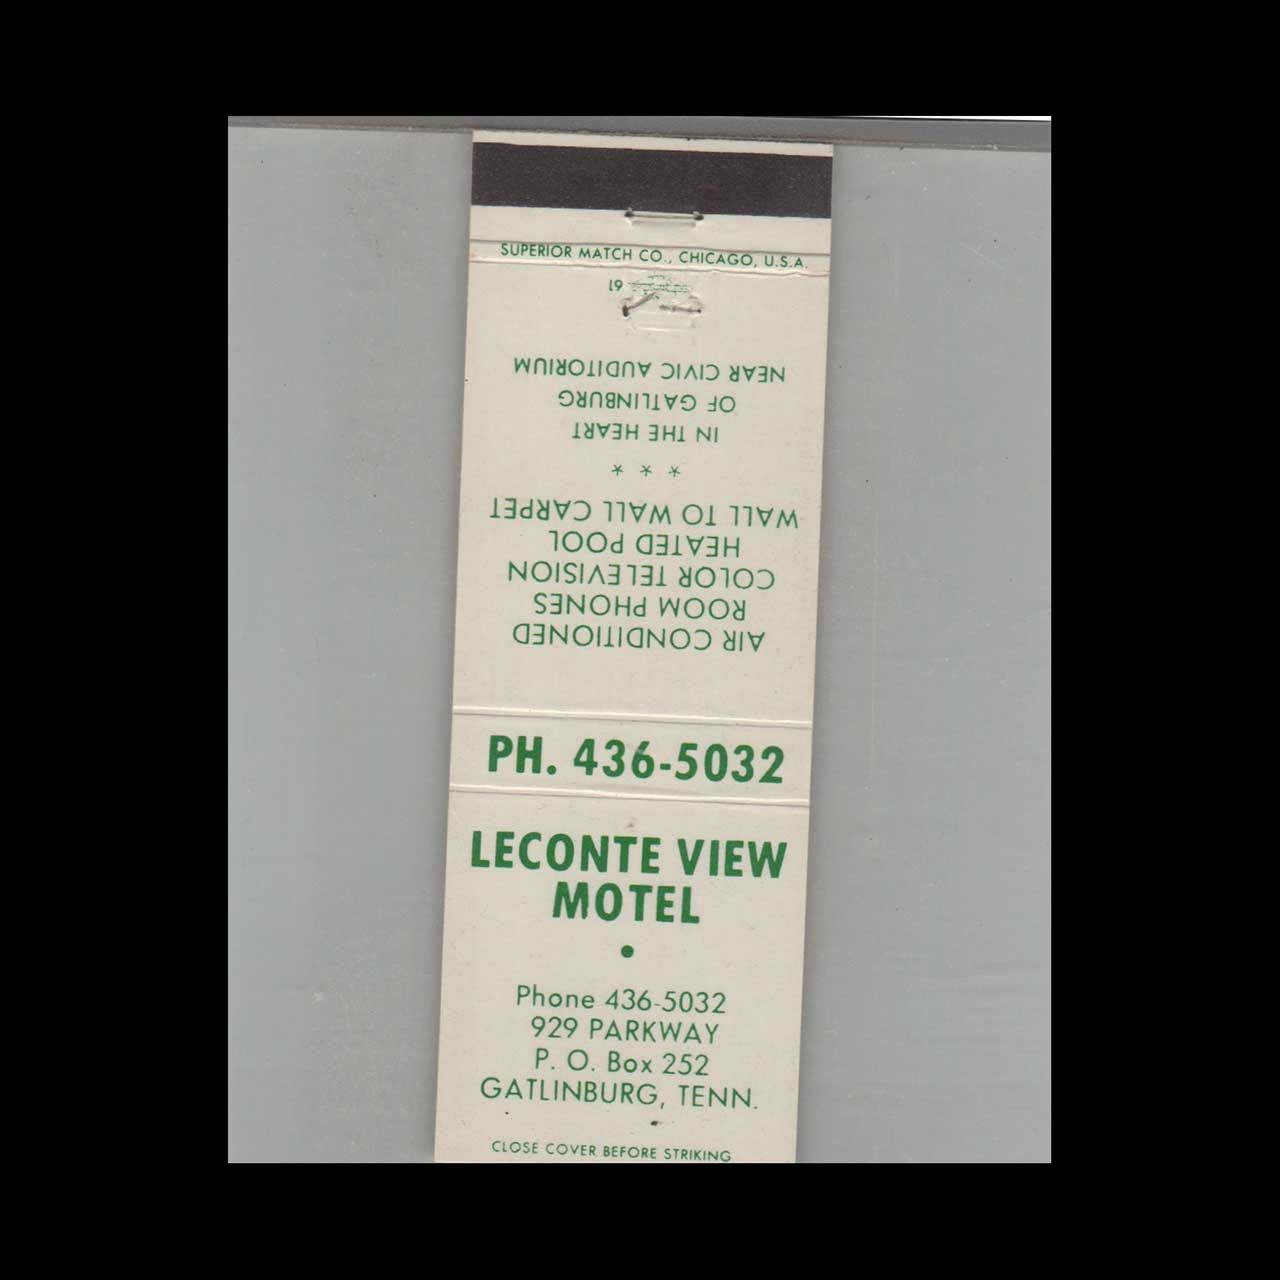 SUPERIOR MATCH CO., CHICAGO, U.S.A.
61
AIR CONDITIONED
ROOM PHONES
COLOR TELEVISION
HEATED POOL
WALL TO WALL CARPET
* * *
IN THE HEART
OF GATLINBURG
NEAR CIVIC AUDITORIUM
PH. 436-5032
LECONTE VIEW
MOTEL
•
Phone 436-5032
929 PARKWAY
P. O. Box 252
GATLINBURG, TENN.
CLOSE COVER BEFORE STRIKING